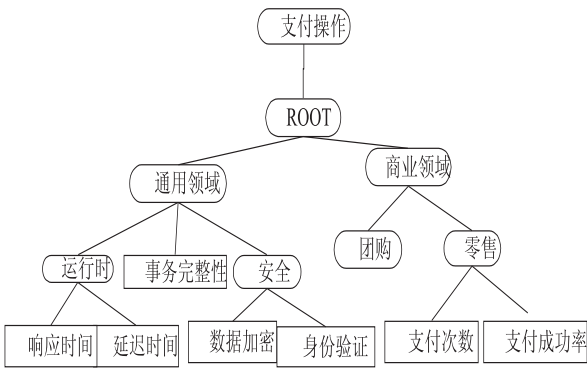 支付操作
ROOT
通用领域
商业领域
运行时
事务完整性
安全
团购
零售
响应时间
延迟时间
数据加密
身份验证
支付次数
支付成功率